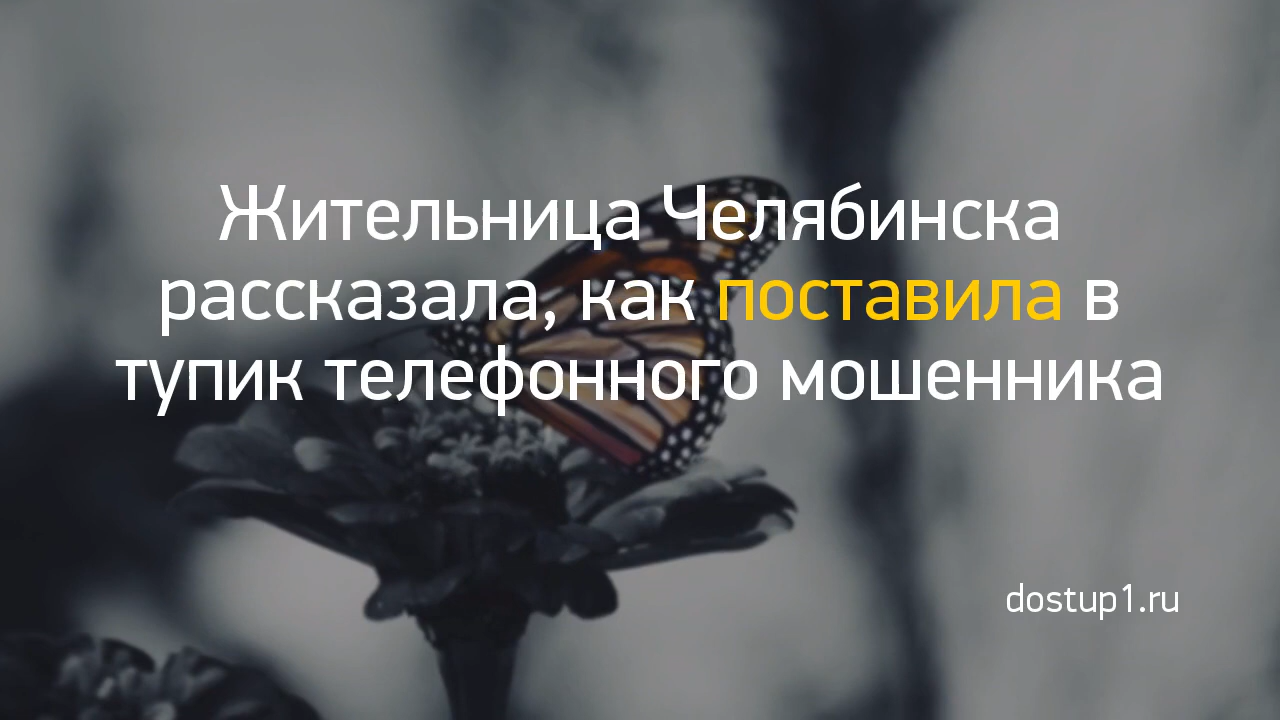 Жительница Челябинска
рассказала, как поставила в
тупик телефонного мошенника
dostup1.ru